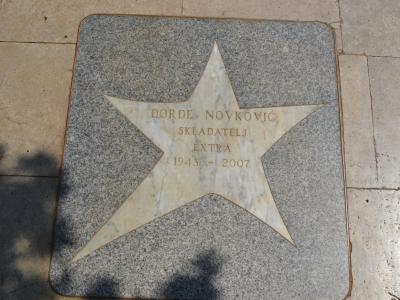 ĐORĐE NOVKOVIĆ
SKLADATELJ
EXTRA
1943 - 2007